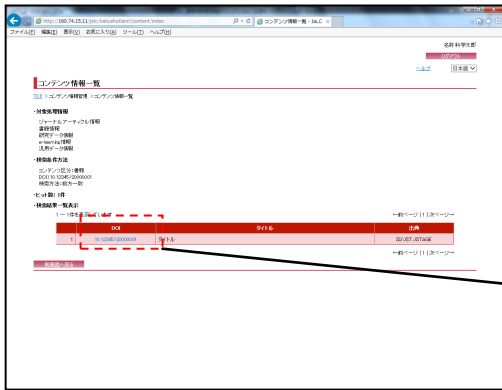 http://160.74.15.11/jalc/kakushutanit/content/index
コンテンツ情報一覧 - JaLC
ファイル(F) 編集(E) 表示(V) お気に入り(A) ツール(T) ヘルプ(H)
名林 科学太郎
ログアウト
ヘルプ 日本語
コンテンツ情報一覧
TOP > コンテンツ情報管理 > コンテンツ情報一覧
・対象処理情報
ジャーナルアーティクル情報
書籍情報
研究データ情報
e-learning情報
汎用データ情報
・検索条件方法
コンテンツ区分:書籍
DOI:10.12345/20000001
検索方法:前方一致
・ヒット数:1件
・検索結果一覧表示
1 ~ 1件を表示しています
←前ページ | 1 | 次ページ→
DOI タイトル 出典
1 10.12345/20000001 タイトル SI/JST.JSTAGE
←前ページ | 1 | 次ページ→
前画面へ戻る